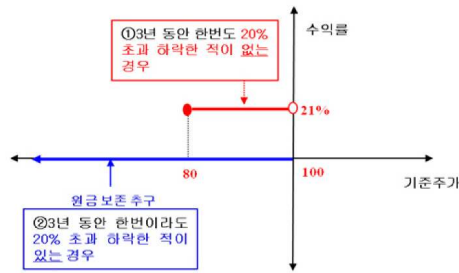 수익률
①3년 동안 한번도 20%
초과 하락한 적이 없는
경우
21%
80
100
기준주가
원금 보존 추구
②3년 동안 한번이라도
20% 초과 하락한 적이
있는 경우